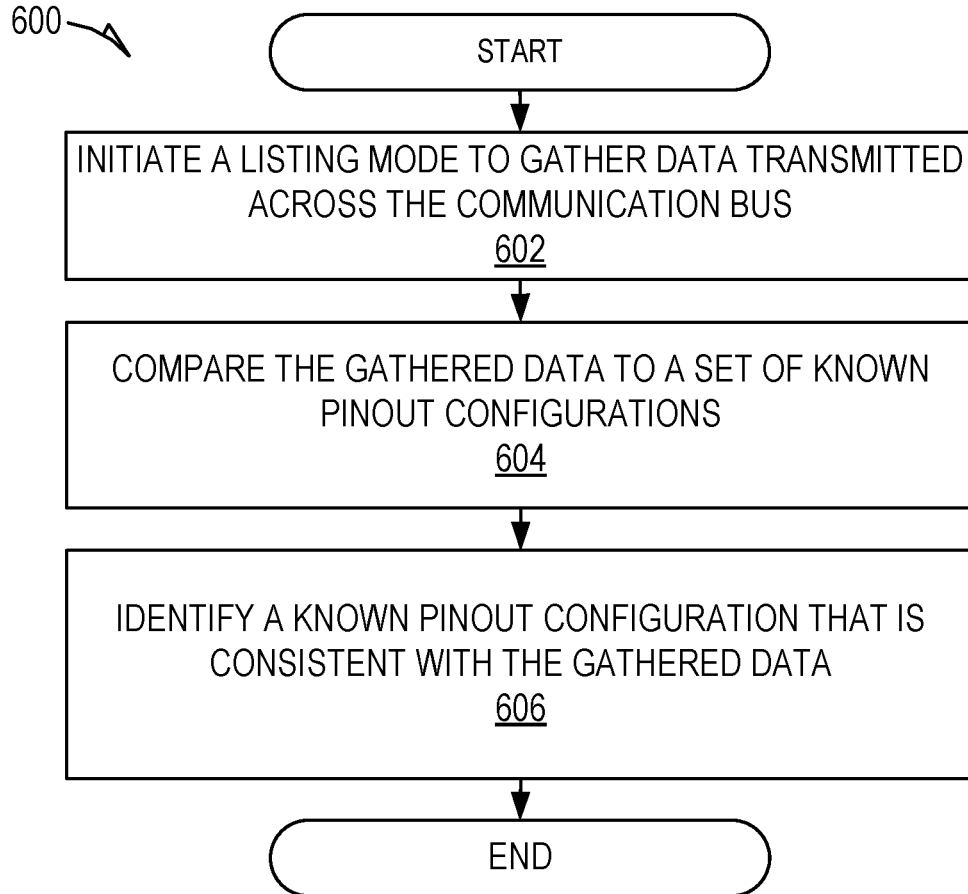 600
START
INITIATE A LISTING MODE TO GATHER DATA TRANSMITTED
ACROSS THE COMMUNICATION BUS
602
COMPARE THE GATHERED DATA TO A SET OF KNOWN
PINOUT CONFIGURATIONS
604
IDENTIFY A KNOWN PINOUT CONFIGURATION THAT IS
CONSISTENT WITH THE GATHERED DATA
606
END